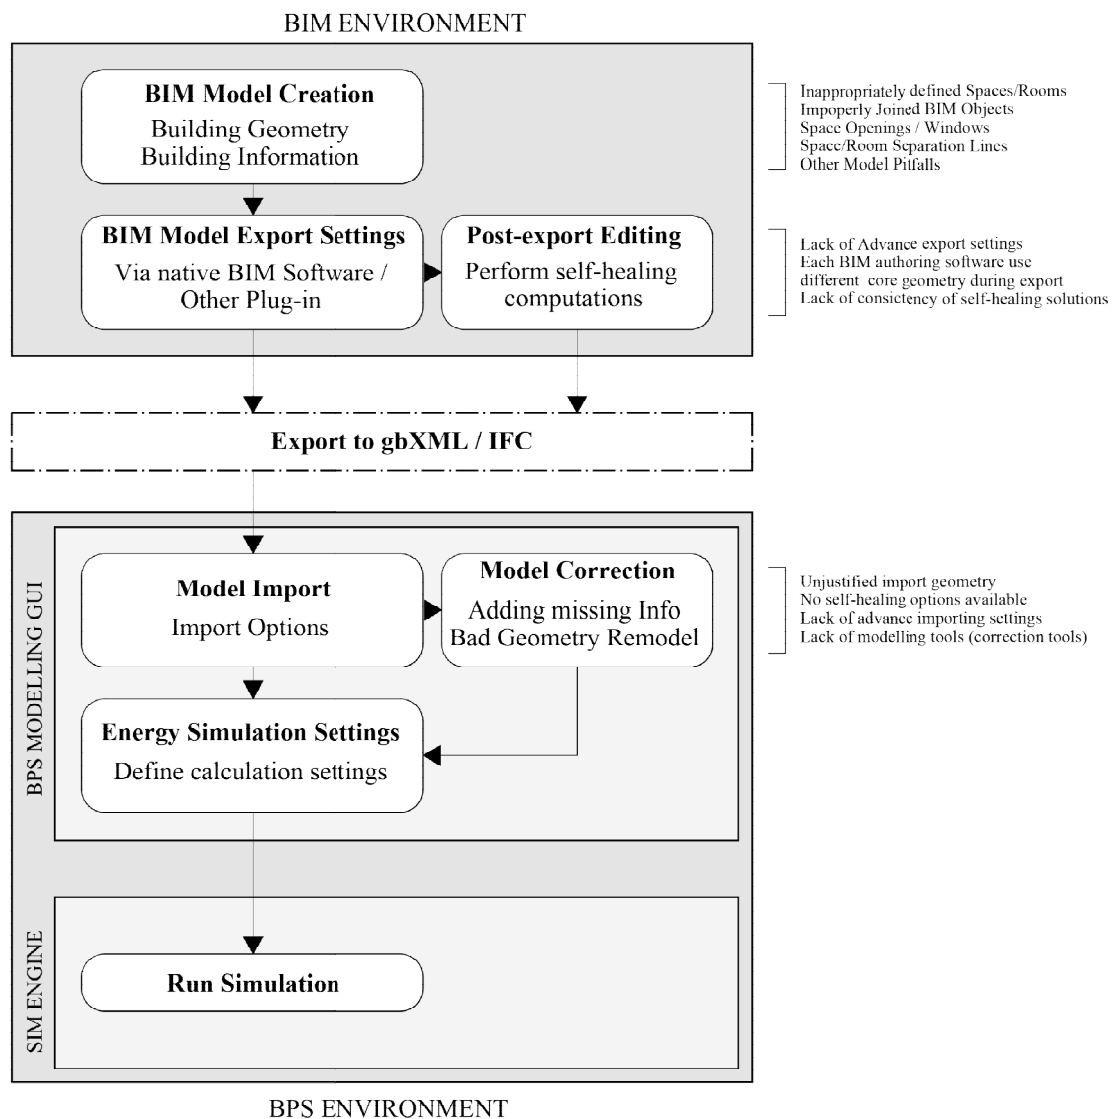 BIM ENVIRONMENT
BIM Model Creation
Building Geometry
Building Information
Inappropriately defined Spaces/Rooms
Impoperly Joined BIM Objects
Space Openings / Windows
Space/Room Separation Lines
Other Model Pitfalls
BIM Model Export Settings
Via native BIM Software /
Other Plug-in
Post-export Editing
Perform self-healing
computations
Lack of Advance export settings
Each BIM authoring software use
different core geometry during export
Lack of consictency of self-healing solutions
Export to gbXML / IFC
BPS MODELLING GUI
Model Import
Import Options
Model Correction
Adding missing Info
Bad Geometry Remodel
Unjustified import geometry
No self-healing options available
Lack of advance importing settings
Lack of modelling tools (correction tools)
Energy Simulation Settings
Define calculation settings
SIM ENGINE
Run Simulation
BPS ENVIRONMENT